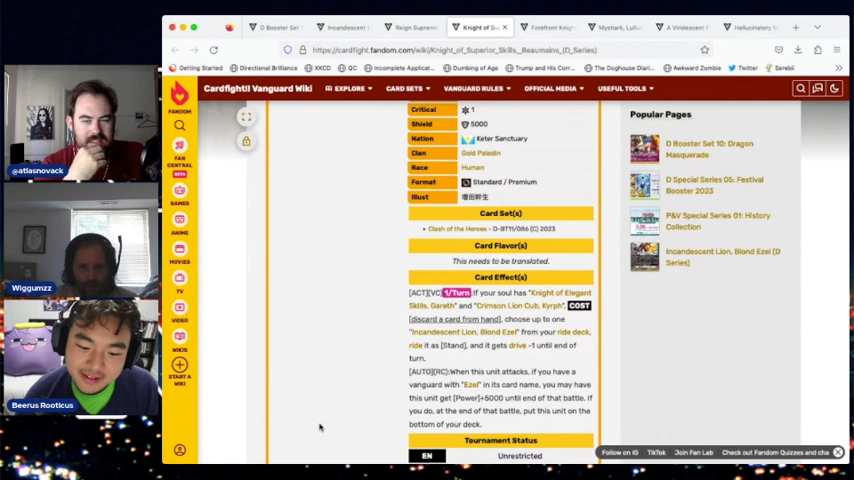 D Booster Set
Incandescent L
Reign Suprem
Knight of Su
Forefront Knigh
Mystiark, Lullu
A Viridescent F
Hallucinatory M
https://cardfight.fandom.com/wiki/Knight_of_Superior_Skills,_Beaumains_(D_Series)
Getting Started
Directional Brilliance
XKCD
QC
Incomplete Applicat...
Dumbing of Age
Trump and His Corr...
The Doghouse Diari...
Awkward Zombie
Twitter
Serebii
Cardfight!! Vanguard Wiki
EXPLORE
CARD SETS
VANGUARD RULES
OFFICIAL MEDIA
USEFUL TOOLS
FANDOM
FAN
CENTRAL
BETA
GAMES
ANIME
MOVIES
TV
VIDEO
WIKIS
START A
WIKI
@atlasnovack
Wiggumzz
Beerus Rooticus
Critical 1
Shield 5000
Nation Keter Sanctuary
Clan Gold Paladin
Race Human
Format Standard / Premium
Illust 増田幹生
Card Set(s)
• Clash of the Heroes - D-BT11/086 (C) 2023
Card Flavor(s)
This needs to be translated.
Card Effect(s)
[ACT](VC)1/Turn:If your soul has "Knight of Elegant
Skills, Gareth" and "Crimson Lion Cub, Kyrph", COST
[discard a card from hand], choose up to one
"Incandescent Lion, Blond Ezel" from your ride deck,
ride it as [Stand], and it gets drive -1 until end of
turn.
[AUTO](RC):When this unit attacks, if you have a
vanguard with "Ezel" in its card name, you may have
this unit get [Power]+5000 until end of that battle. If
you do, at the end of that battle, put this unit on the
bottom of your deck.
Tournament Status
EN Unrestricted
Popular Pages
D Booster Set 10: Dragon
Masquerade
D Special Series 05: Festival
Booster 2023
P&V Special Series 01: History
Collection
Incandescent Lion, Blond Ezel (D
Series)
Follow on IG
TikTok
Join Fan Lab
Check out Fandom Quizzes and cha